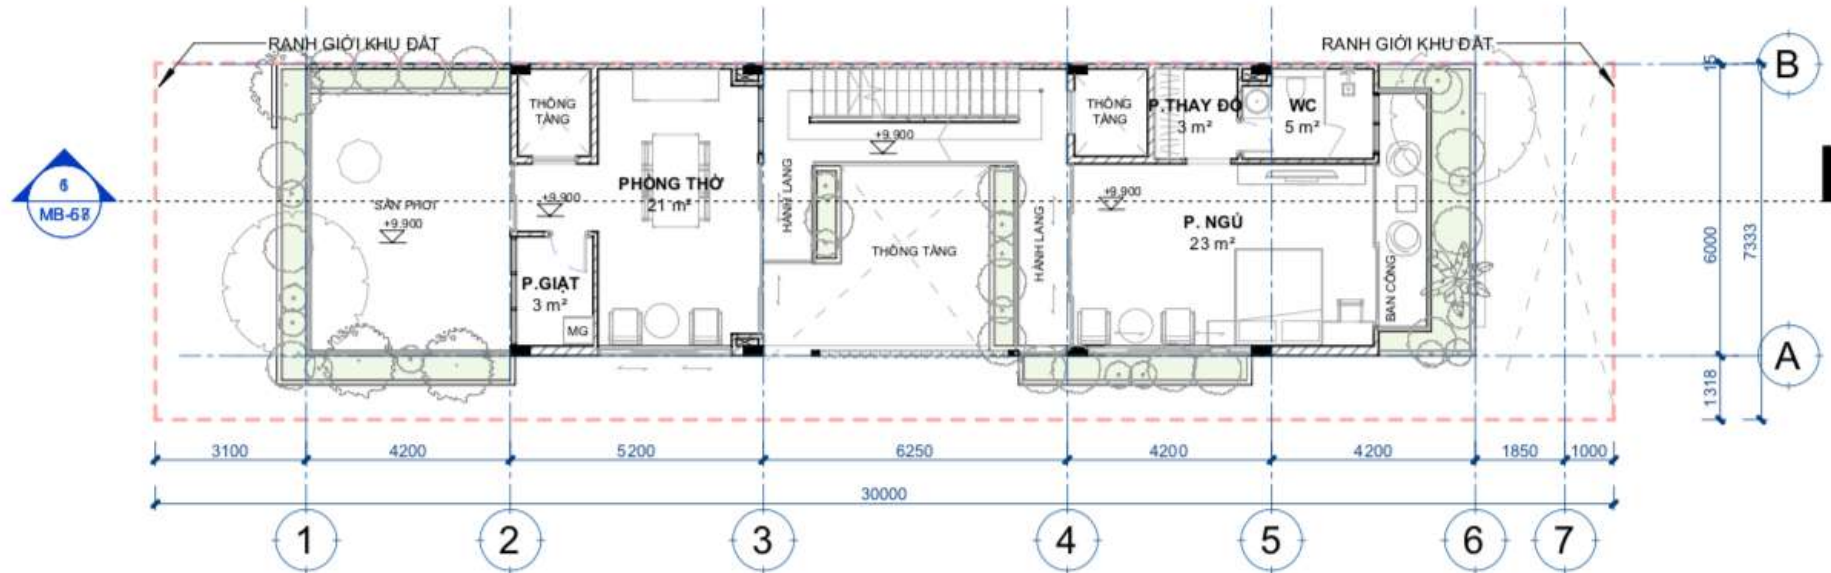 RANH GIỚI KHU ĐẤT
RANH GIỚI KHU ĐẤT
B
15
THÔNG
TẦNG
THÔNG
TẦNG
P.THAY ĐỒ
3 m²
WC
5 m²
+9.900
6
MB-68
PHÒNG THỜ
21 m²
HÀNH LANG
SÂN PHƠI
+9.900
+9.900
+9.900
P. NGỦ
23 m²
THÔNG TẦNG
HÀNH LANG
BAN CÔNG
6000
7333
P.GIẶT
3 m²
MG
A
1318
3100
4200
5200
6250
4200
4200
1850
1000
30000
1
2
3
4
5
6
7